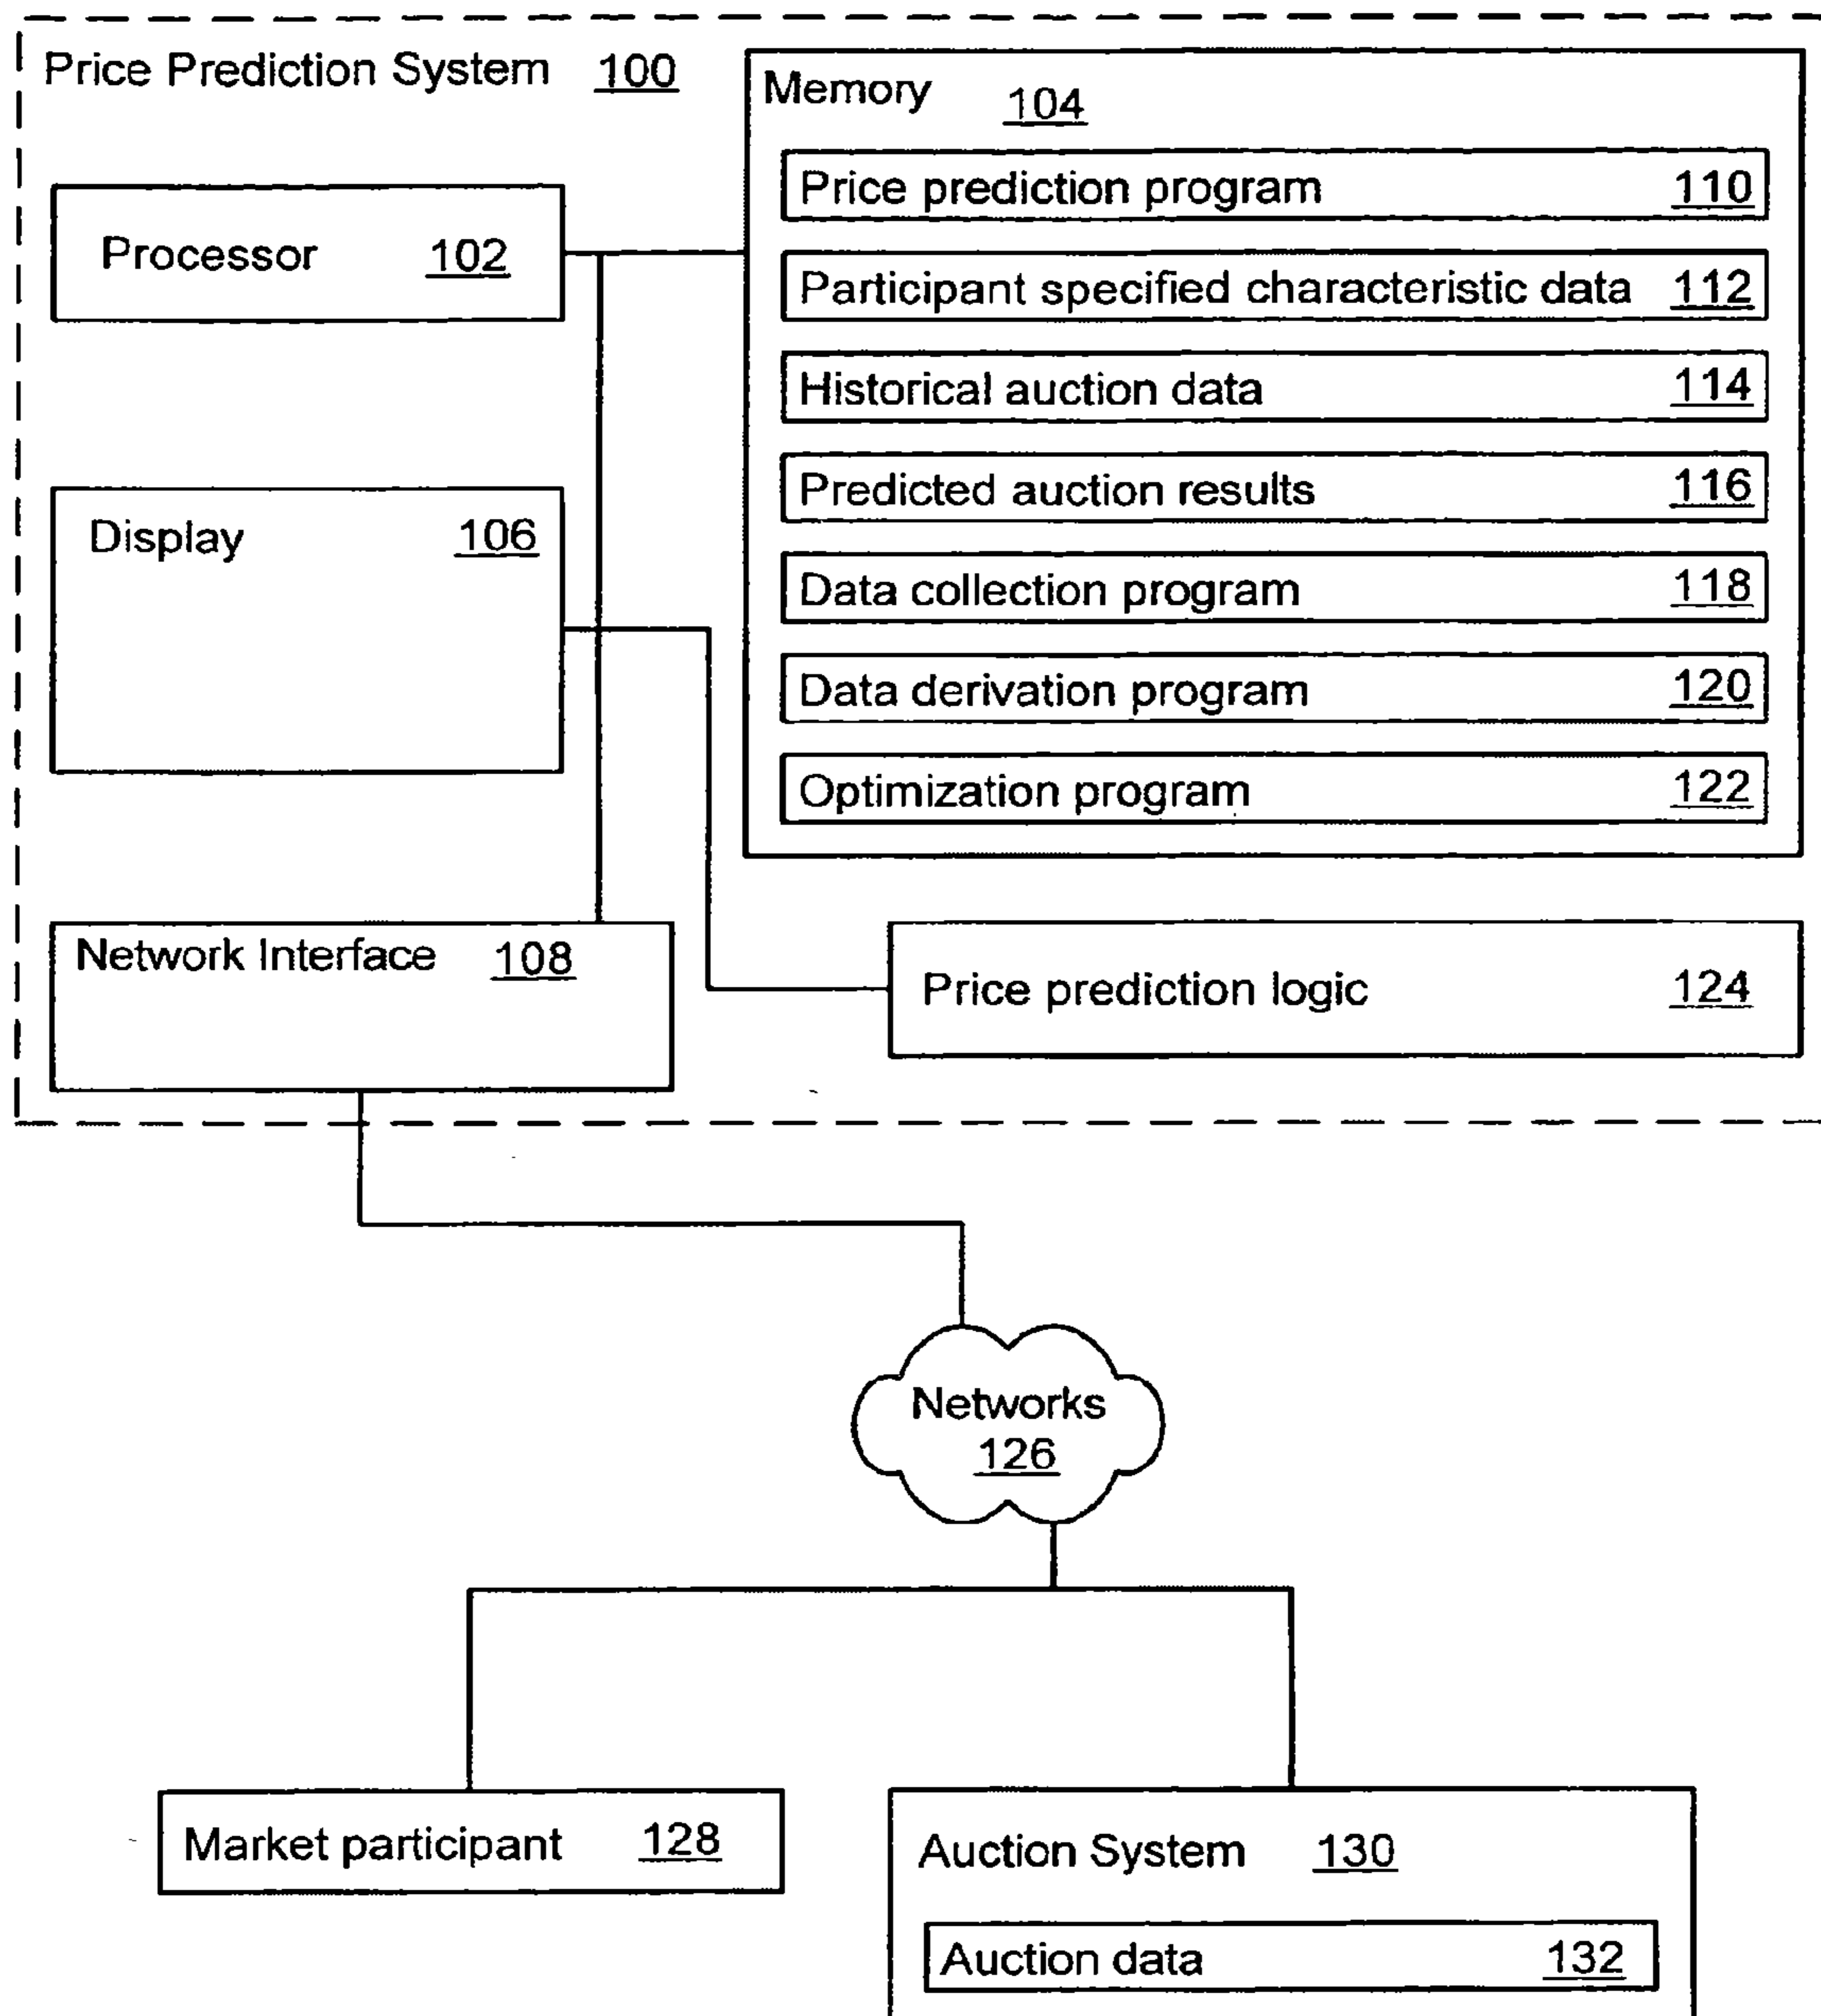 Price Prediction System 100
Memory 104
Price prediction program 110
Processor 102
Participant specified characteristic data 112
Historical auction data 114
Predicted auction results 116
Display 106
Data collection program 118
Data derivation program 120
Optimization program 122
Network Interface 108
Price prediction logic 124
Networks
126
Market participant 128
Auction System 130
Auction data 132